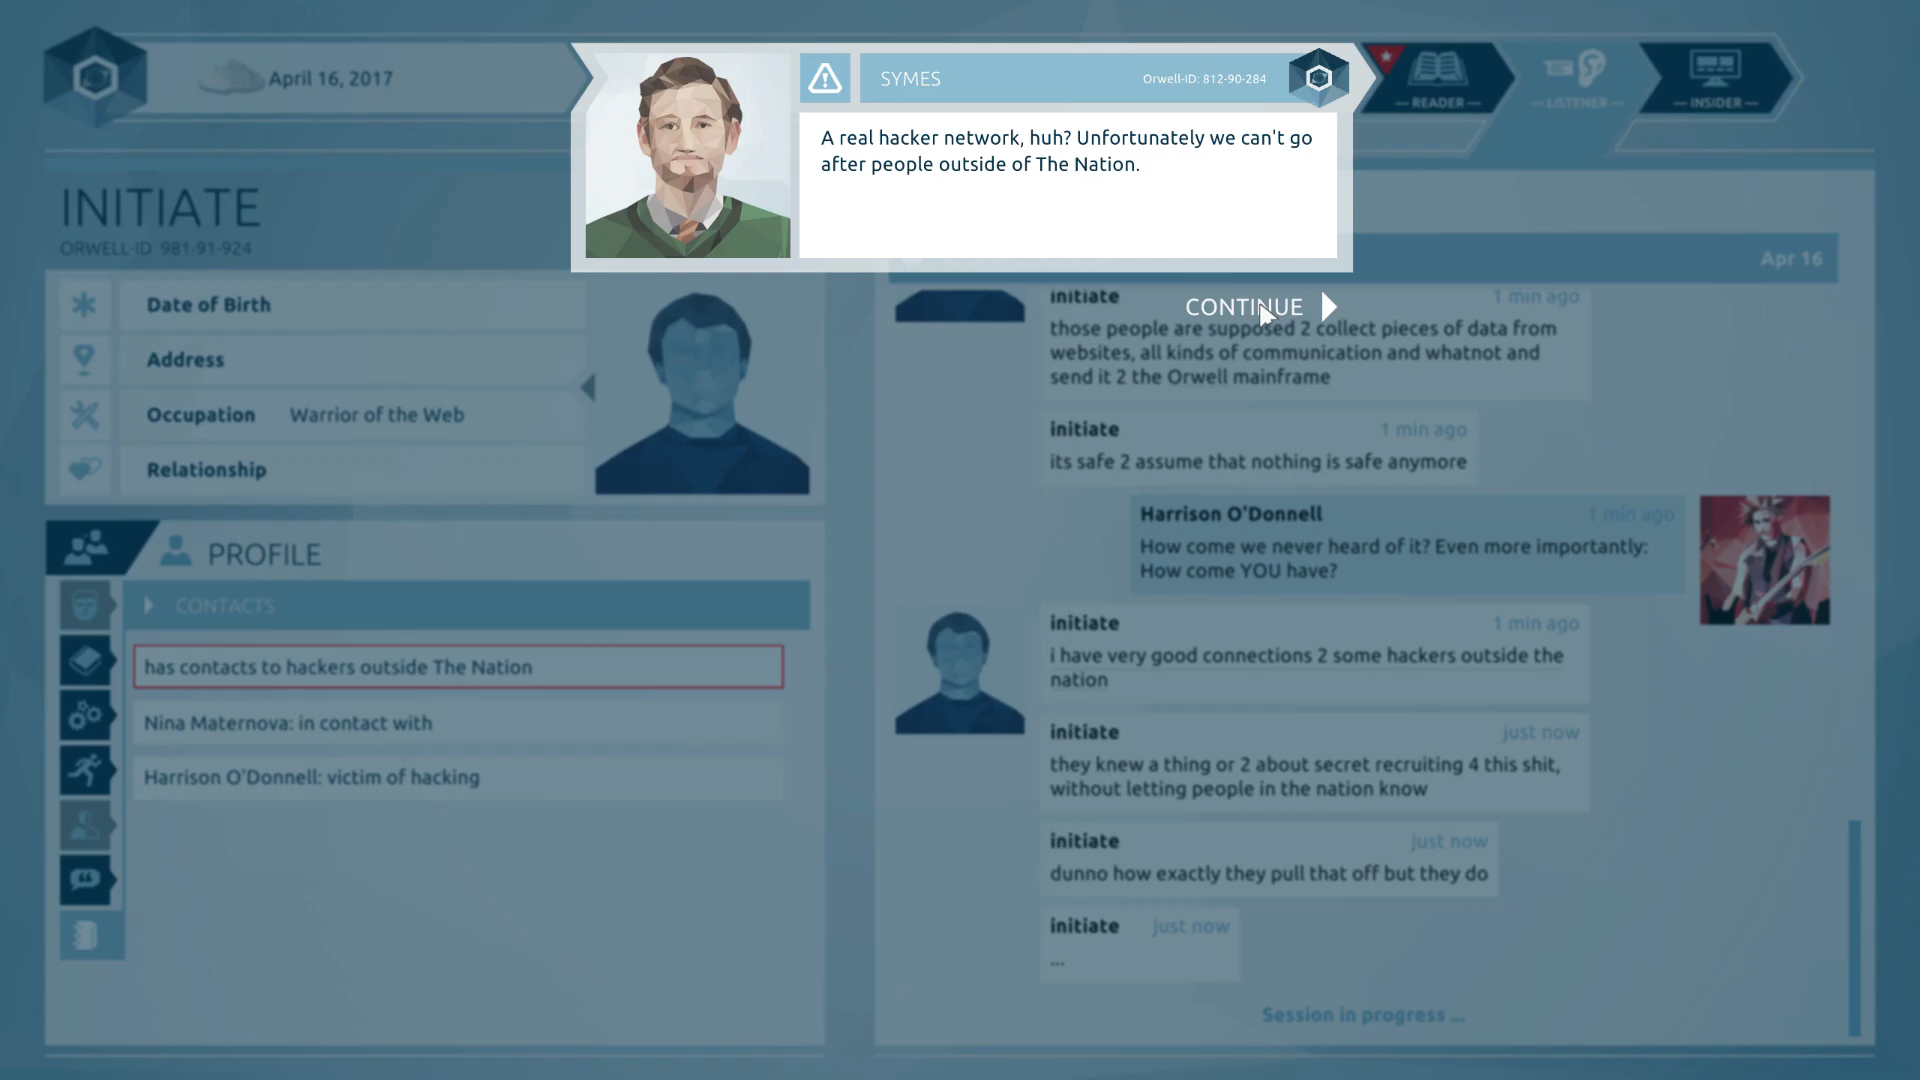 April 16, 2017
SYMES
Orwell-ID: 812-90-284
A real hacker network, huh? Unfortunately we can't go
after people outside of The Nation.
CONTINUE
READER
LISTENER
INSIDER
INITIATE
ORWELL-ID 981-91-924
Date of Birth
Address
Occupation Warrior of the Web
Relationship
PROFILE
CONTACTS
has contacts to hackers outside The Nation
Nina Maternova: in contact with
Harrison O'Donnell: victim of hacking
Apr 16
initiate 1 min ago
those people are supposed 2 collect pieces of data from
websites, all kinds of communication and whatnot and
send it 2 the Orwell mainframe
initiate 1 min ago
its safe 2 assume that nothing is safe anymore
Harrison O'Donnell 1 min ago
How come we never heard of it? Even more importantly:
How come YOU have?
initiate 1 min ago
i have very good connections 2 some hackers outside the
nation
initiate just now
they knew a thing or 2 about secret recruiting 4 this shit,
without letting people in the nation know
initiate just now
dunno how exactly they pull that off but they do
initiate just now
...
Session in progress ...